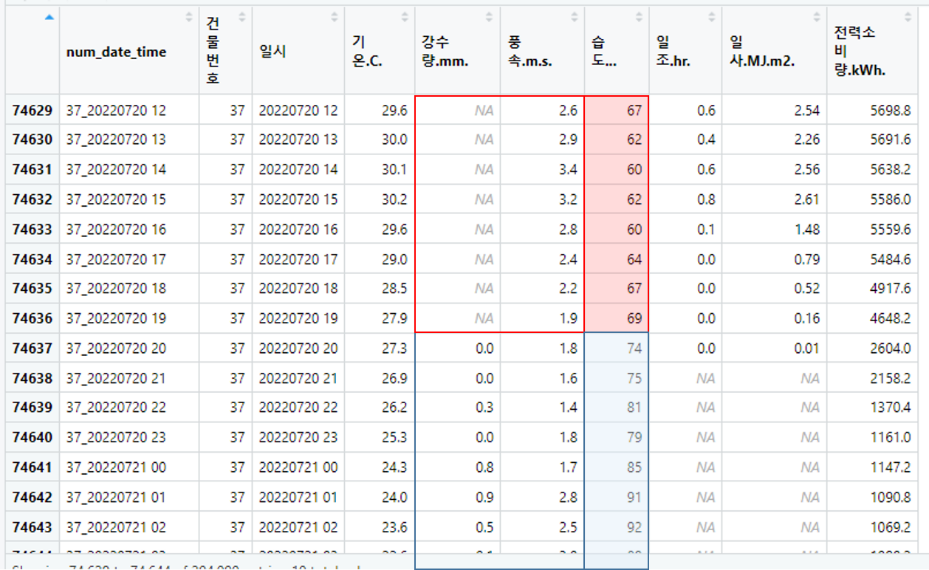 num_date_time 건물번호 일시 기온.C. 강수량.mm. 풍속.m.s. 습도... 일조.hr. 일사.MJ.m2. 전력소비량.kWh.
74629 37_20220720 12 37 20220720 12 29.6 NA 2.6 67 0.6 2.54 5698.8
74630 37_20220720 13 37 20220720 13 30.0 NA 2.9 62 0.4 2.26 5691.6
74631 37_20220720 14 37 20220720 14 30.1 NA 3.4 60 0.6 2.56 5638.2
74632 37_20220720 15 37 20220720 15 30.2 NA 3.2 62 0.8 2.61 5586.0
74633 37_20220720 16 37 20220720 16 29.6 NA 2.8 60 0.1 1.48 5559.6
74634 37_20220720 17 37 20220720 17 29.0 NA 2.4 64 0.0 0.79 5484.6
74635 37_20220720 18 37 20220720 18 28.5 NA 2.2 67 0.0 0.52 4917.6
74636 37_20220720 19 37 20220720 19 27.9 NA 1.9 69 0.0 0.16 4648.2
74637 37_20220720 20 37 20220720 20 27.3 0.0 1.8 74 0.0 0.01 2604.0
74638 37_20220720 21 37 20220720 21 26.9 0.0 1.6 75 NA NA 2158.2
74639 37_20220720 22 37 20220720 22 26.2 0.3 1.4 81 NA NA 1370.4
74640 37_20220720 23 37 20220720 23 25.3 0.0 1.8 79 NA NA 1161.0
74641 37_20220721 00 37 20220721 00 24.3 0.8 1.7 85 NA NA 1147.2
74642 37_20220721 01 37 20220721 01 24.0 0.9 2.8 91 NA NA 1090.8
74643 37_20220721 02 37 20220721 02 23.6 0.5 2.5 92 NA NA 1069.2